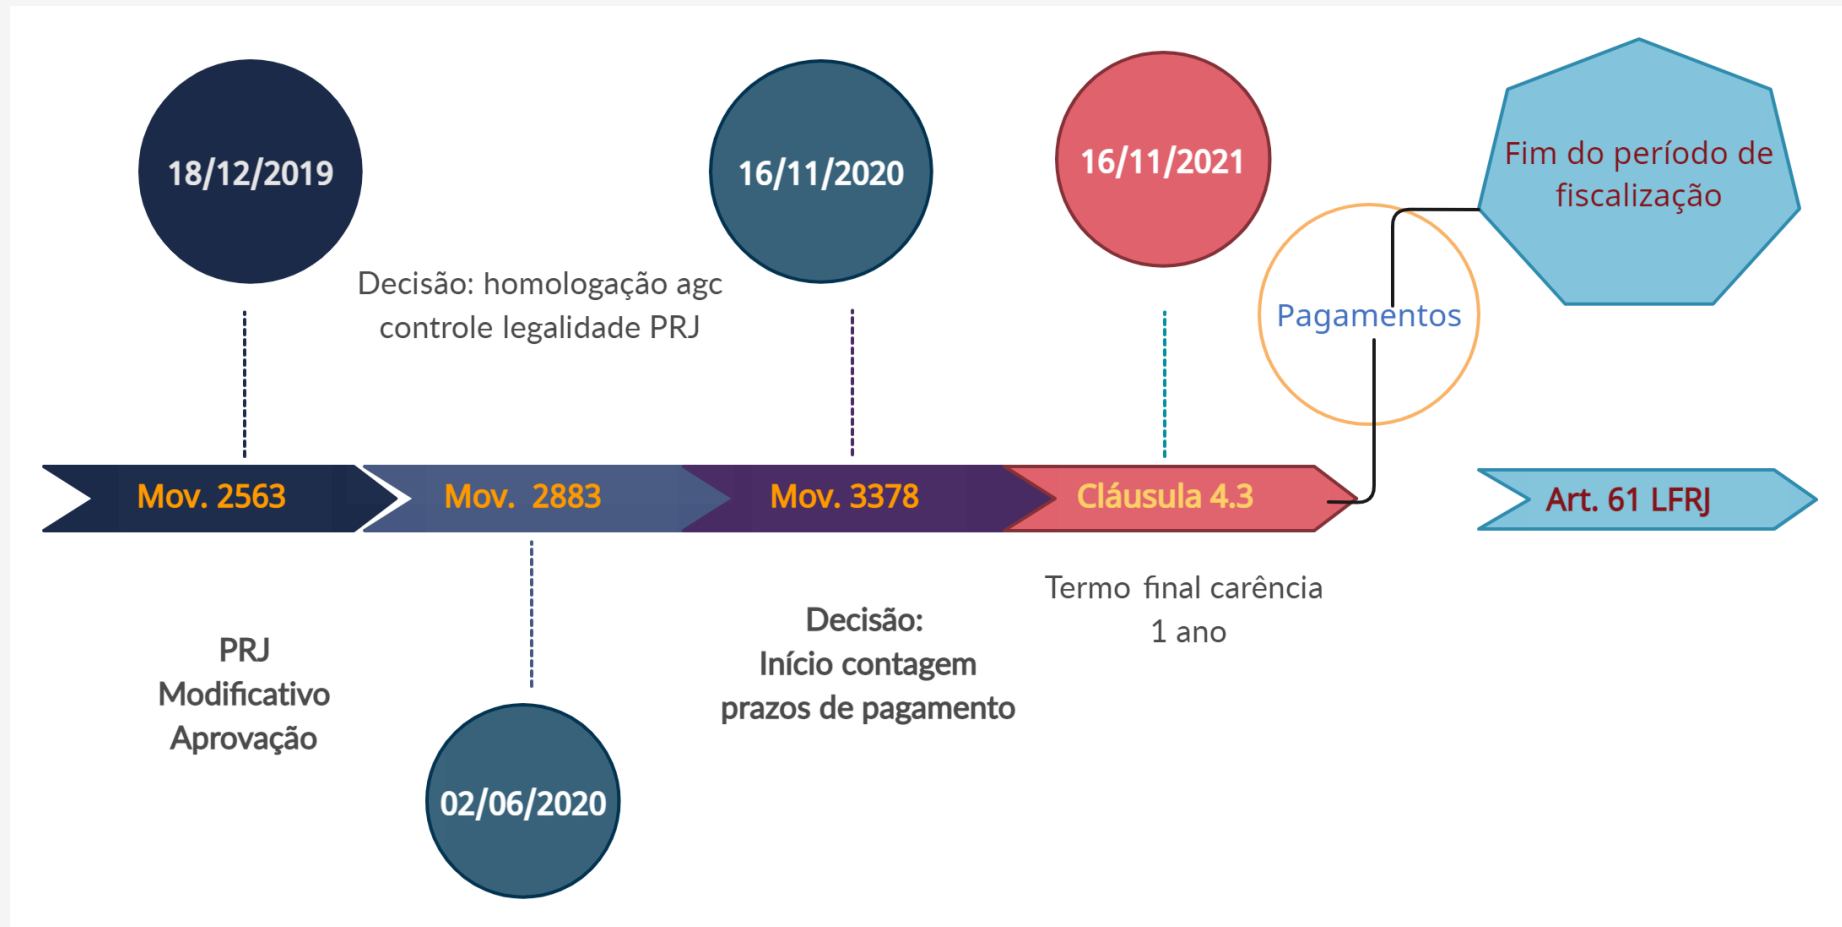 18/12/2019
16/11/2020
16/11/2021
Fim do período de
fiscalização
Decisão: homologação agc
controle legalidade PRJ
Pagamentos
Mov. 2563
Mov. 2883
Mov. 3378
Cláusula 4.3
Art. 61 LFRJ
PRJ
Modificativo
Aprovação
Decisão:
Início contagem
prazos de pagamento
Termo final carência
1 ano
02/06/2020